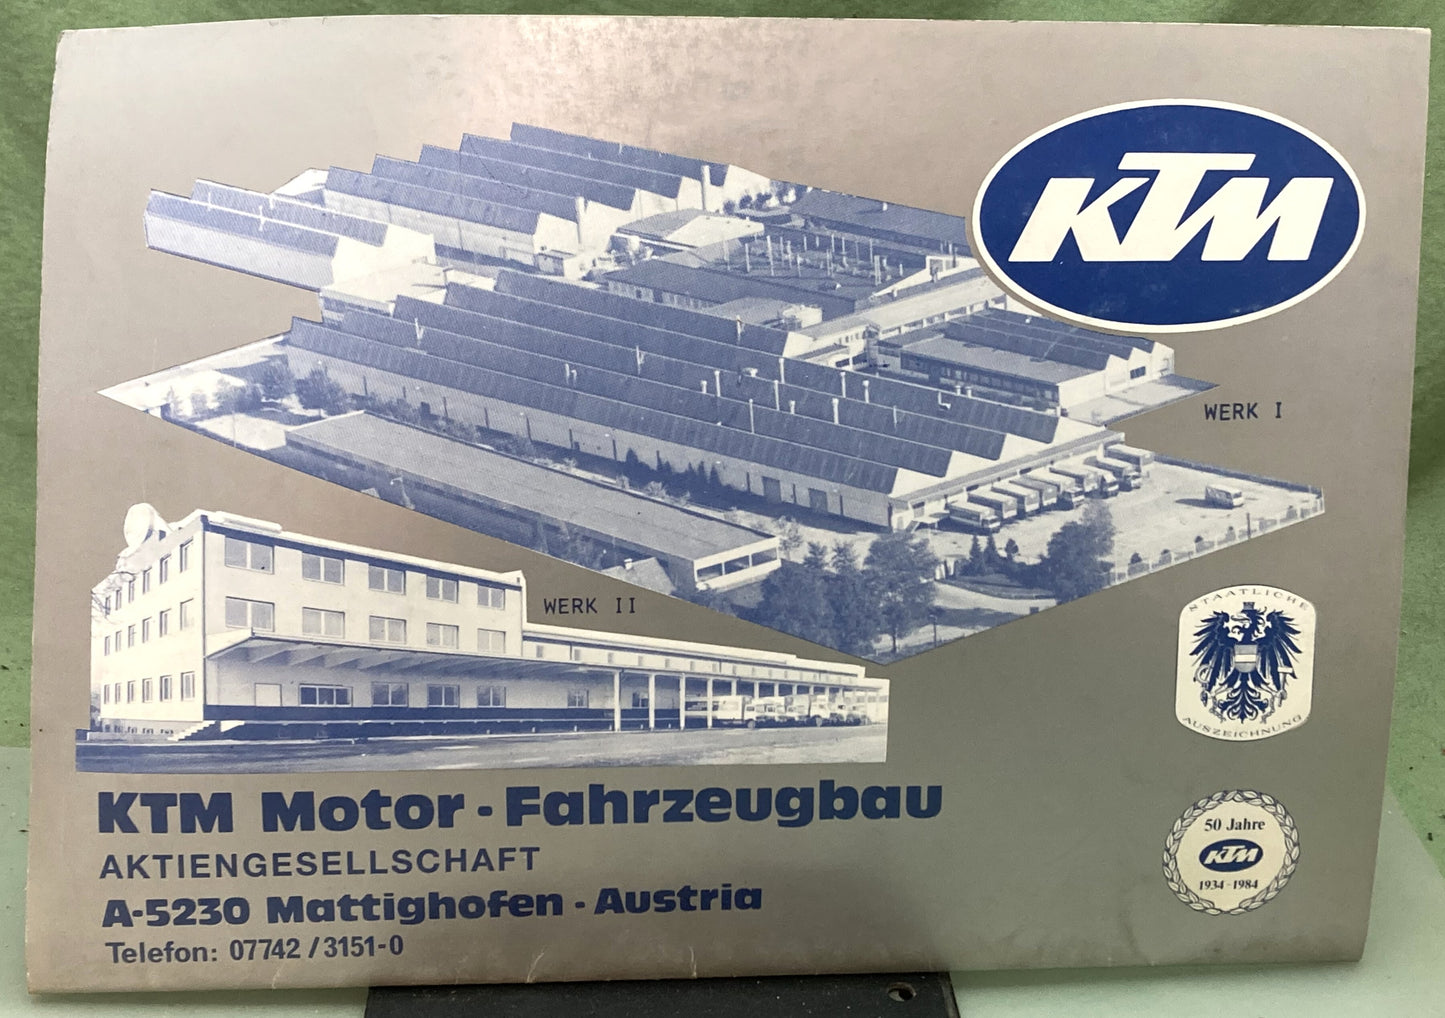 KTM
WERK I
WERK II
STAATLICHE
AUSZEICHNUNG
KTM Motor - Fahrzeugbau
AKTIENGESELLSCHAFT
A-5230 Mattighofen - Austria
Telefon: 07742 / 3151-0
50 Jahre
KTM
1934-1984